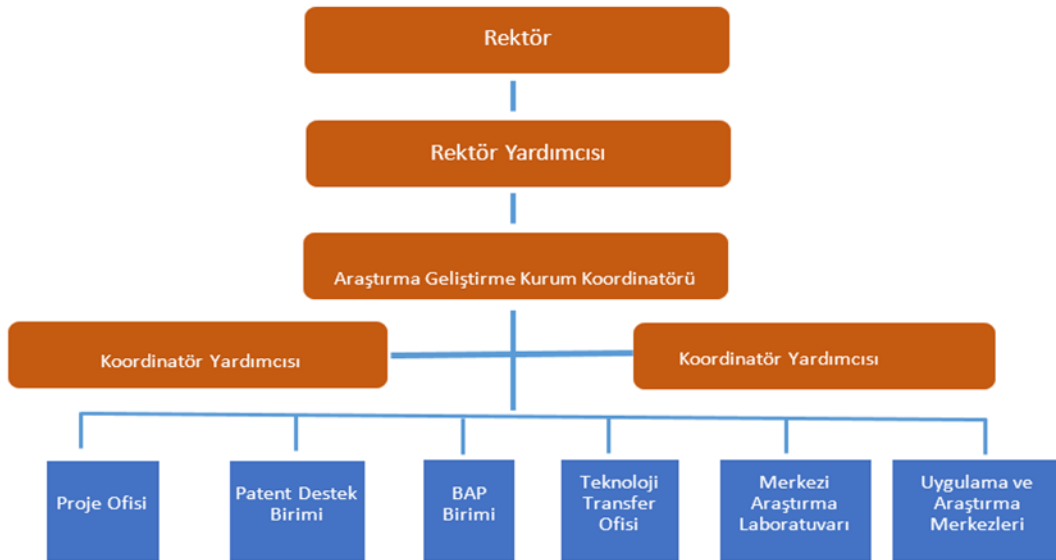 Rektör
Rektör Yardımcısı
Araştırma Geliştirme Kurum Koordinatörü
Koordinatör Yardımcısı
Koordinatör Yardımcısı
Proje Ofisi
Patent Destek
Birimi
BAP
Birimi
Teknoloji
Transfer
Ofisi
Merkezi
Araştırma
Laboratuvarı
Uygulama ve
Araştırma
Merkezleri